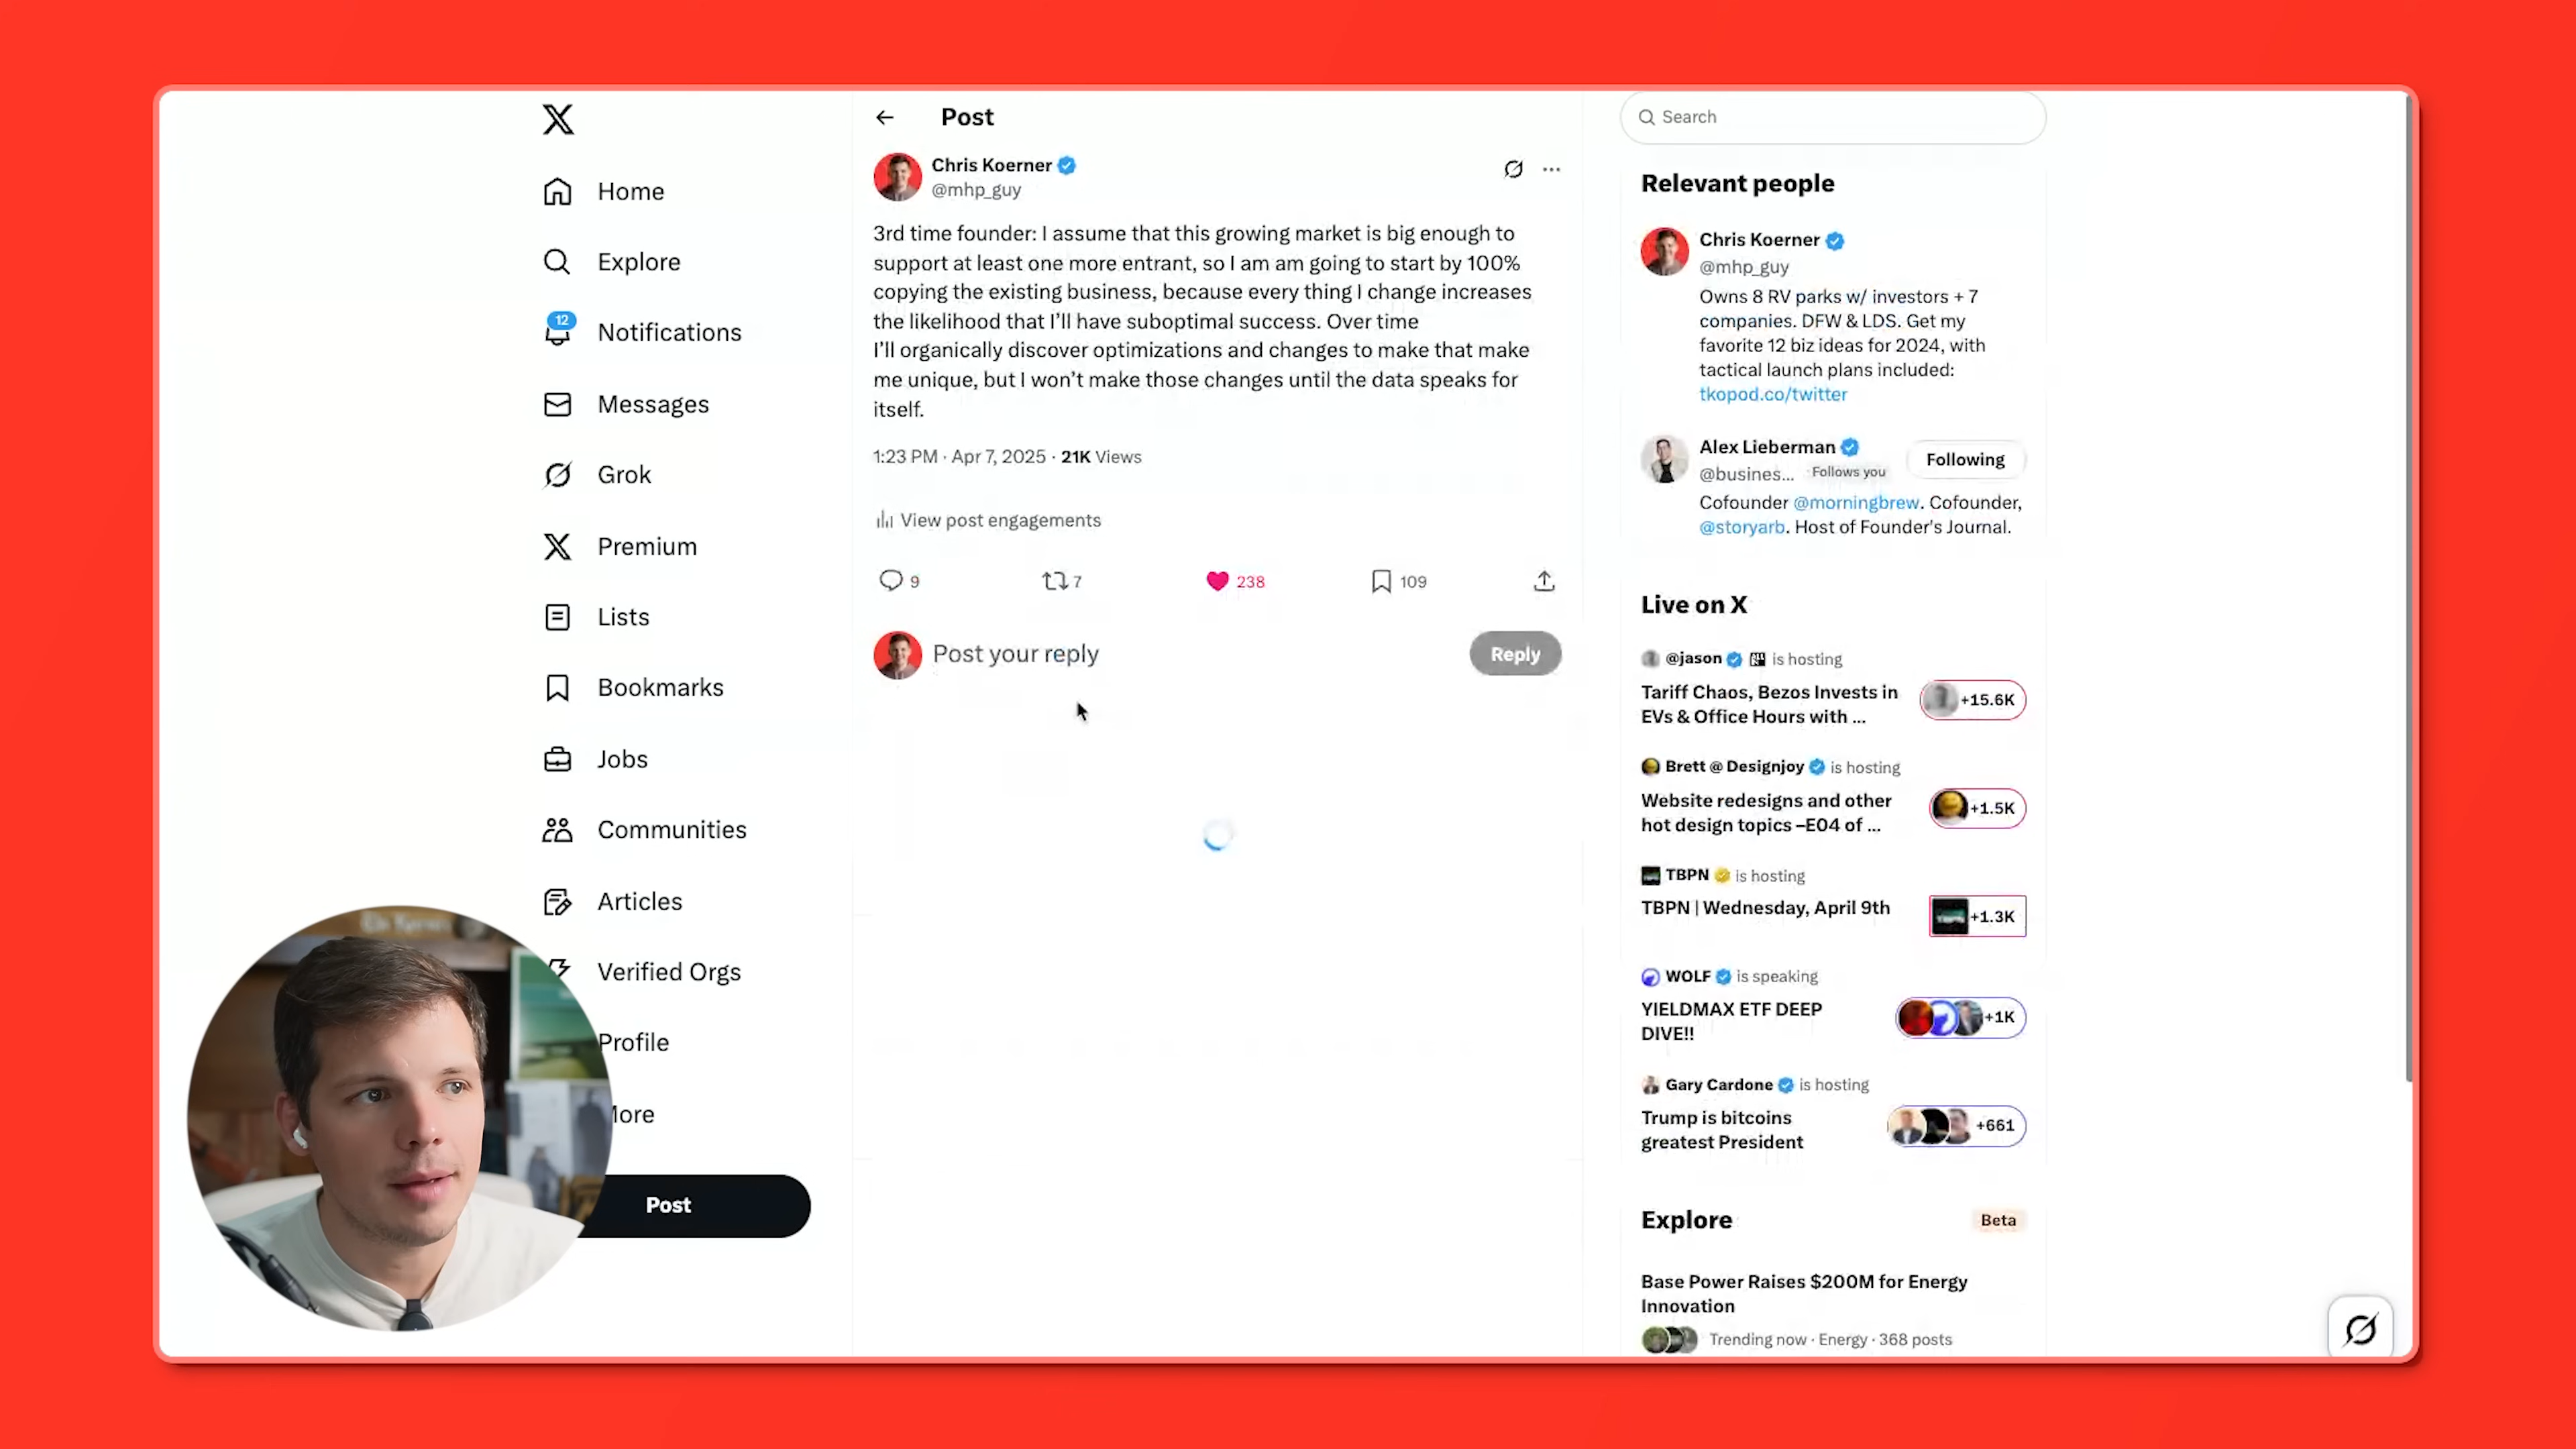 Home
Explore
12
Notifications
Messages
Grok
Premium
Lists
Bookmarks
Jobs
Communities
Articles
Verified Orgs
Profile
More
Post
Post
Chris Koerner
@mhp_guy
3rd time founder: I assume that this growing market is big enough to
support at least one more entrant, so I am am going to start by 100%
copying the existing business, because every thing I change increases
the likelihood that I'll have suboptimal success. Over time
I'll organically discover optimizations and changes to make that make
me unique, but I won't make those changes until the data speaks for
itself.
1:23 PM · Apr 7, 2025 · 21K Views
View post engagements
9 7 238 109
Post your reply
Reply
Search
Relevant people
Chris Koerner
@mhp_guy
Owns 8 RV parks w/ investors + 7
companies. DFW & LDS. Get my
favorite 12 biz ideas for 2024, with
tactical launch plans included:
tkopod.co/twitter
Alex Lieberman
@busines... Follows you
Following
Cofounder @morningbrew. Cofounder,
@storyarb. Host of Founder's Journal.
Live on X
@jason is hosting
Tariff Chaos, Bezos Invests in
EVs & Office Hours with ...
+15.6K
Brett @ Designjoy is hosting
Website redesigns and other
hot design topics –E04 of ...
+1.5K
TBPN is hosting
TBPN | Wednesday, April 9th
+1.3K
WOLF is speaking
YIELDMAX ETF DEEP
DIVE!!
+1K
Gary Cardone is hosting
Trump is bitcoins
greatest President
+661
Explore
Beta
Base Power Raises $200M for Energy
Innovation
Trending now · Energy · 368 posts